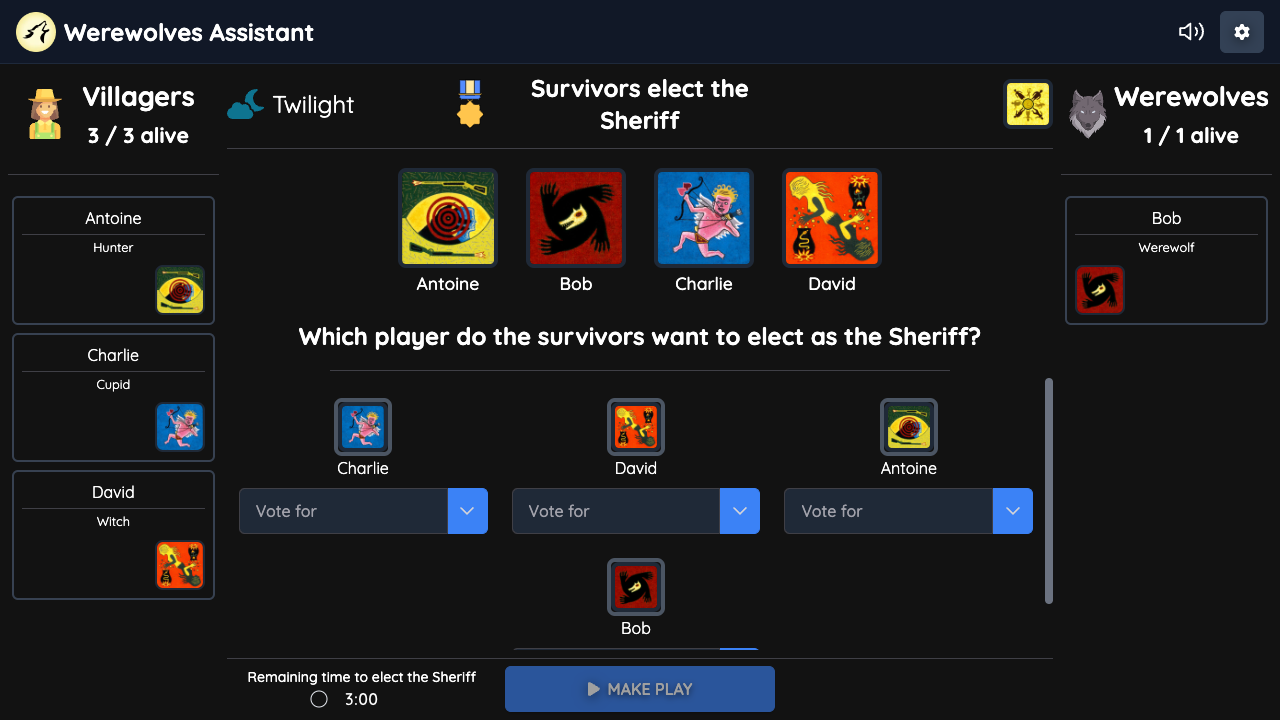 Werewolves Assistant
Villagers
3 / 3 alive
Twilight
Survivors elect the
Sheriff
Werewolves
1 / 1 alive
Antoine
Hunter
Charlie
Cupid
David
Witch
Antoine
Bob
Charlie
David
Which player do the survivors want to elect as the Sheriff?
Charlie
David
Antoine
Vote for
Vote for
Vote for
Bob
Bob
Werewolf
Remaining time to elect the Sheriff
3:00
MAKE PLAY